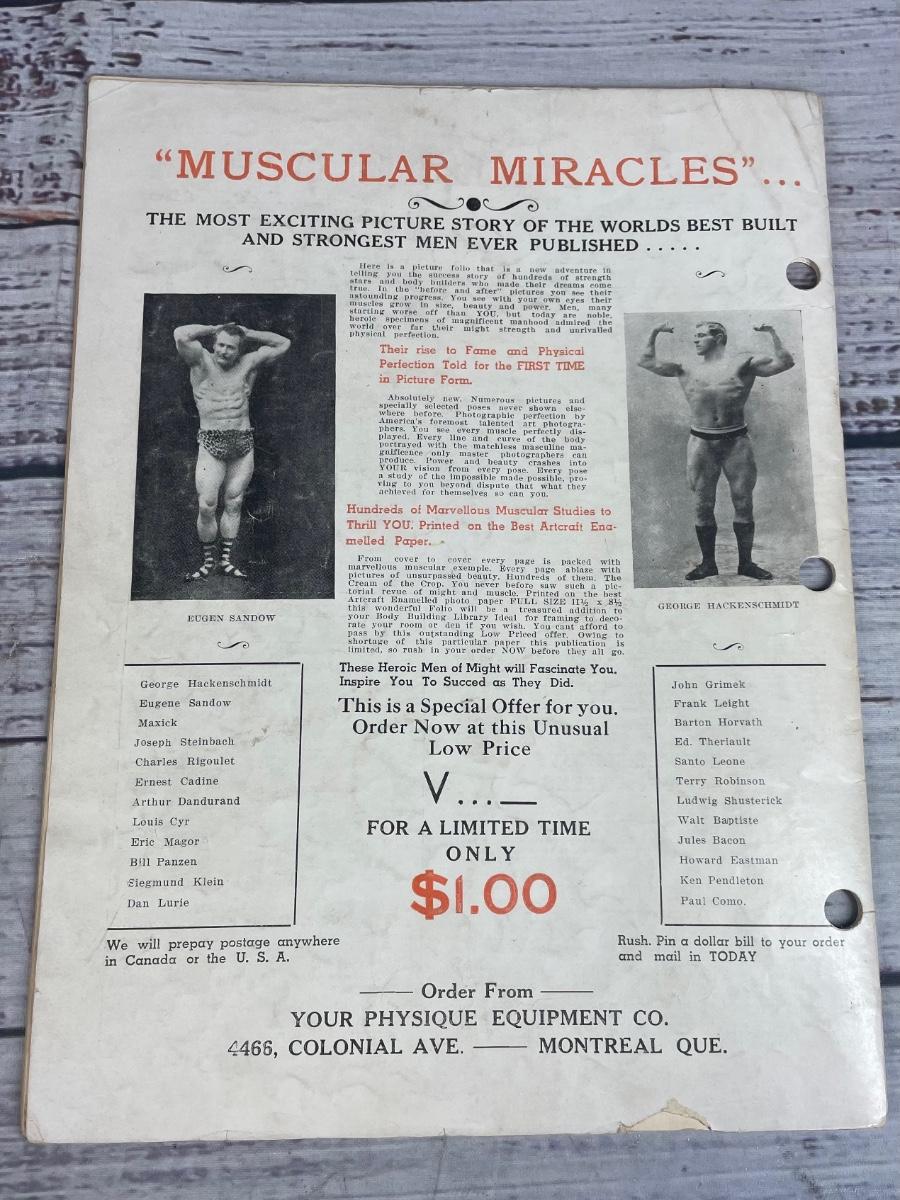 “MUSCULAR MIRACLES”...
THE MOST EXCITING PICTURE STORY OF THE WORLDS BEST BUILT
AND STRONGEST MEN EVER PUBLISHED . . . . .
Here is a picture folio that is a new adventure in
telling you the success story of hundreds of strength
stars and body builders who made their dreams come
true. In the "before and after" pictures you see their
astounding progress. You see with your own eyes their
muscles grow in size, beauty and power. Men, many
starting worse off than YOU, but today are noble,
heroic specimens of magnificent manhood admired the
world over far their might strength and unrivalled
physical perfection.
Their rise to Fame and Physical
Perfection Told for the FIRST TIME
in Picture Form.
Absolutely new. Numerous pictures and
specially selected poses never shown else-
where before. Photographic perfection by
America's foremost talented art photogra-
phers. You see every muscle perfectly dis-
played. Every line and curve of the body
portrayed with the matchless masculine ma-
gnificence only master photographers can
produce. Power and beauty crashes into
YOUR vision from every pose. Every pose
a study of the impossible made possible, pro-
ving to you beyond dispute that what they
achieved for themselves so can you.
Hundreds of Marvellous Muscular Studies to
Thrill YOU. Printed on the Best Artcraft Ena-
melled Paper.
From cover to cover every page is packed with
marvellous muscular exemple. Every page ablaze with
pictures of unsurpassed beauty. Hundreds of them. The
Cream of the Crop. You never before saw such a pic-
torial revue of might and muscle. Printed on the best
Artcraft Enamelled photo paper FULL SIZE 11½ x 8½
this wonderful Folio will be a treasured addition to
your Body Building Library Ideal for framing to deco-
rate your room or den if you wish. You cant afford to
pass by this outstanding Low Priced offer. Owing to
shortage of this particular paper this publication is
limited, so rush in your order NOW before they all go.
EUGEN SANDOW
GEORGE HACKENSCHMIDT
These Heroic Men of Might will Fascinate You.
Inspire You To Succed as They Did.
This is a Special Offer for you.
Order Now at this Unusual
Low Price
V...—
FOR A LIMITED TIME
ONLY
$1.00
George Hackenschmidt
Eugene Sandow
Maxick
Joseph Steinbach
Charles Rigoulet
Ernest Cadine
Arthur Dandurand
Louis Cyr
Eric Magor
Bill Panzen
Siegmund Klein
Dan Lurie
John Grimek
Frank Leight
Barton Horvath
Ed. Theriault
Santo Leone
Terry Robinson
Ludwig Shusterick
Walt Baptiste
Jules Bacon
Howard Eastman
Ken Pendleton
Paul Como.
We will prepay postage anywhere
in Canada or the U. S. A.
Rush. Pin a dollar bill to your order
and mail in TODAY
—— Order From ——
YOUR PHYSIQUE EQUIPMENT CO.
4466, COLONIAL AVE. —— MONTREAL QUE.